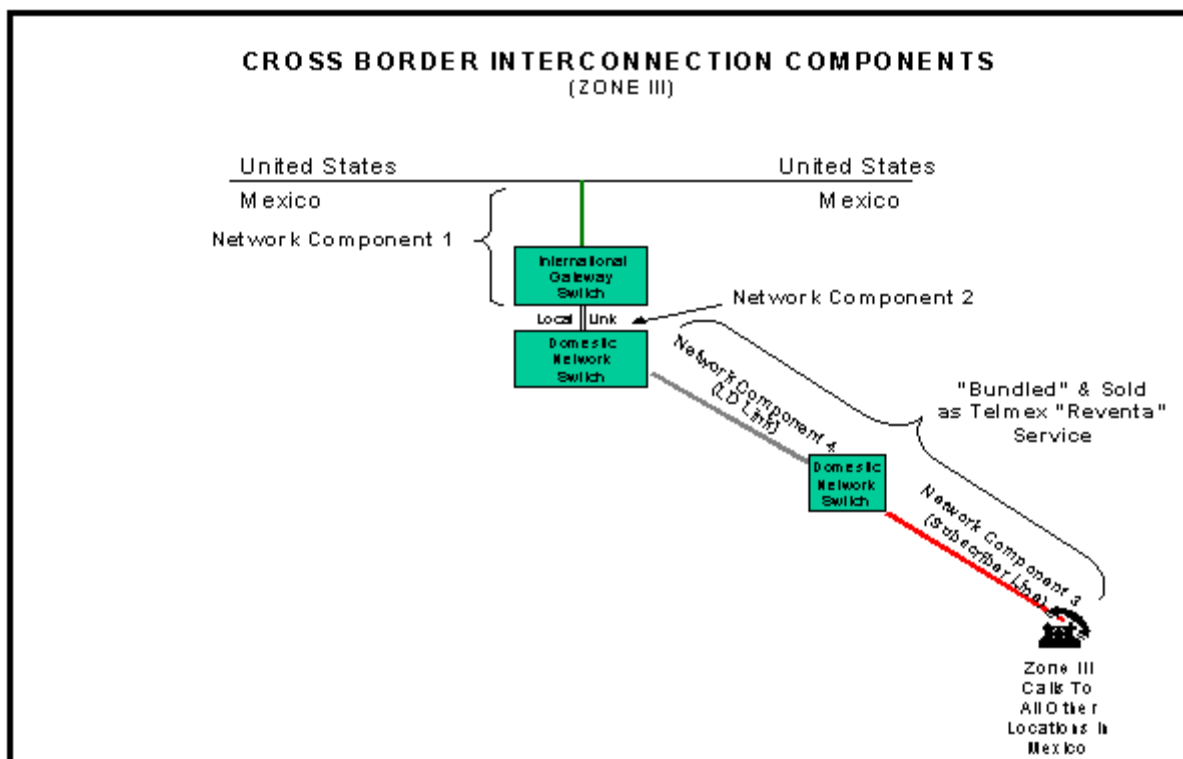 CROSS BORDER INTERCONNECTION COMPONENTS
(ZONE III)
United States
United States
Mexico
Mexico
Network Component 1
International
Gateway
Switch
Network Component 2
Local Link
Domestic
Network
Switch
Network Component 4
(LD Link)
"Bundled" & Sold
as Telmex "Reventa"
Service
Domestic
Network
Switch
Network Component 3
(Subscriber Line)
Zone III
Calls To
All Other
Locations In
Mexico